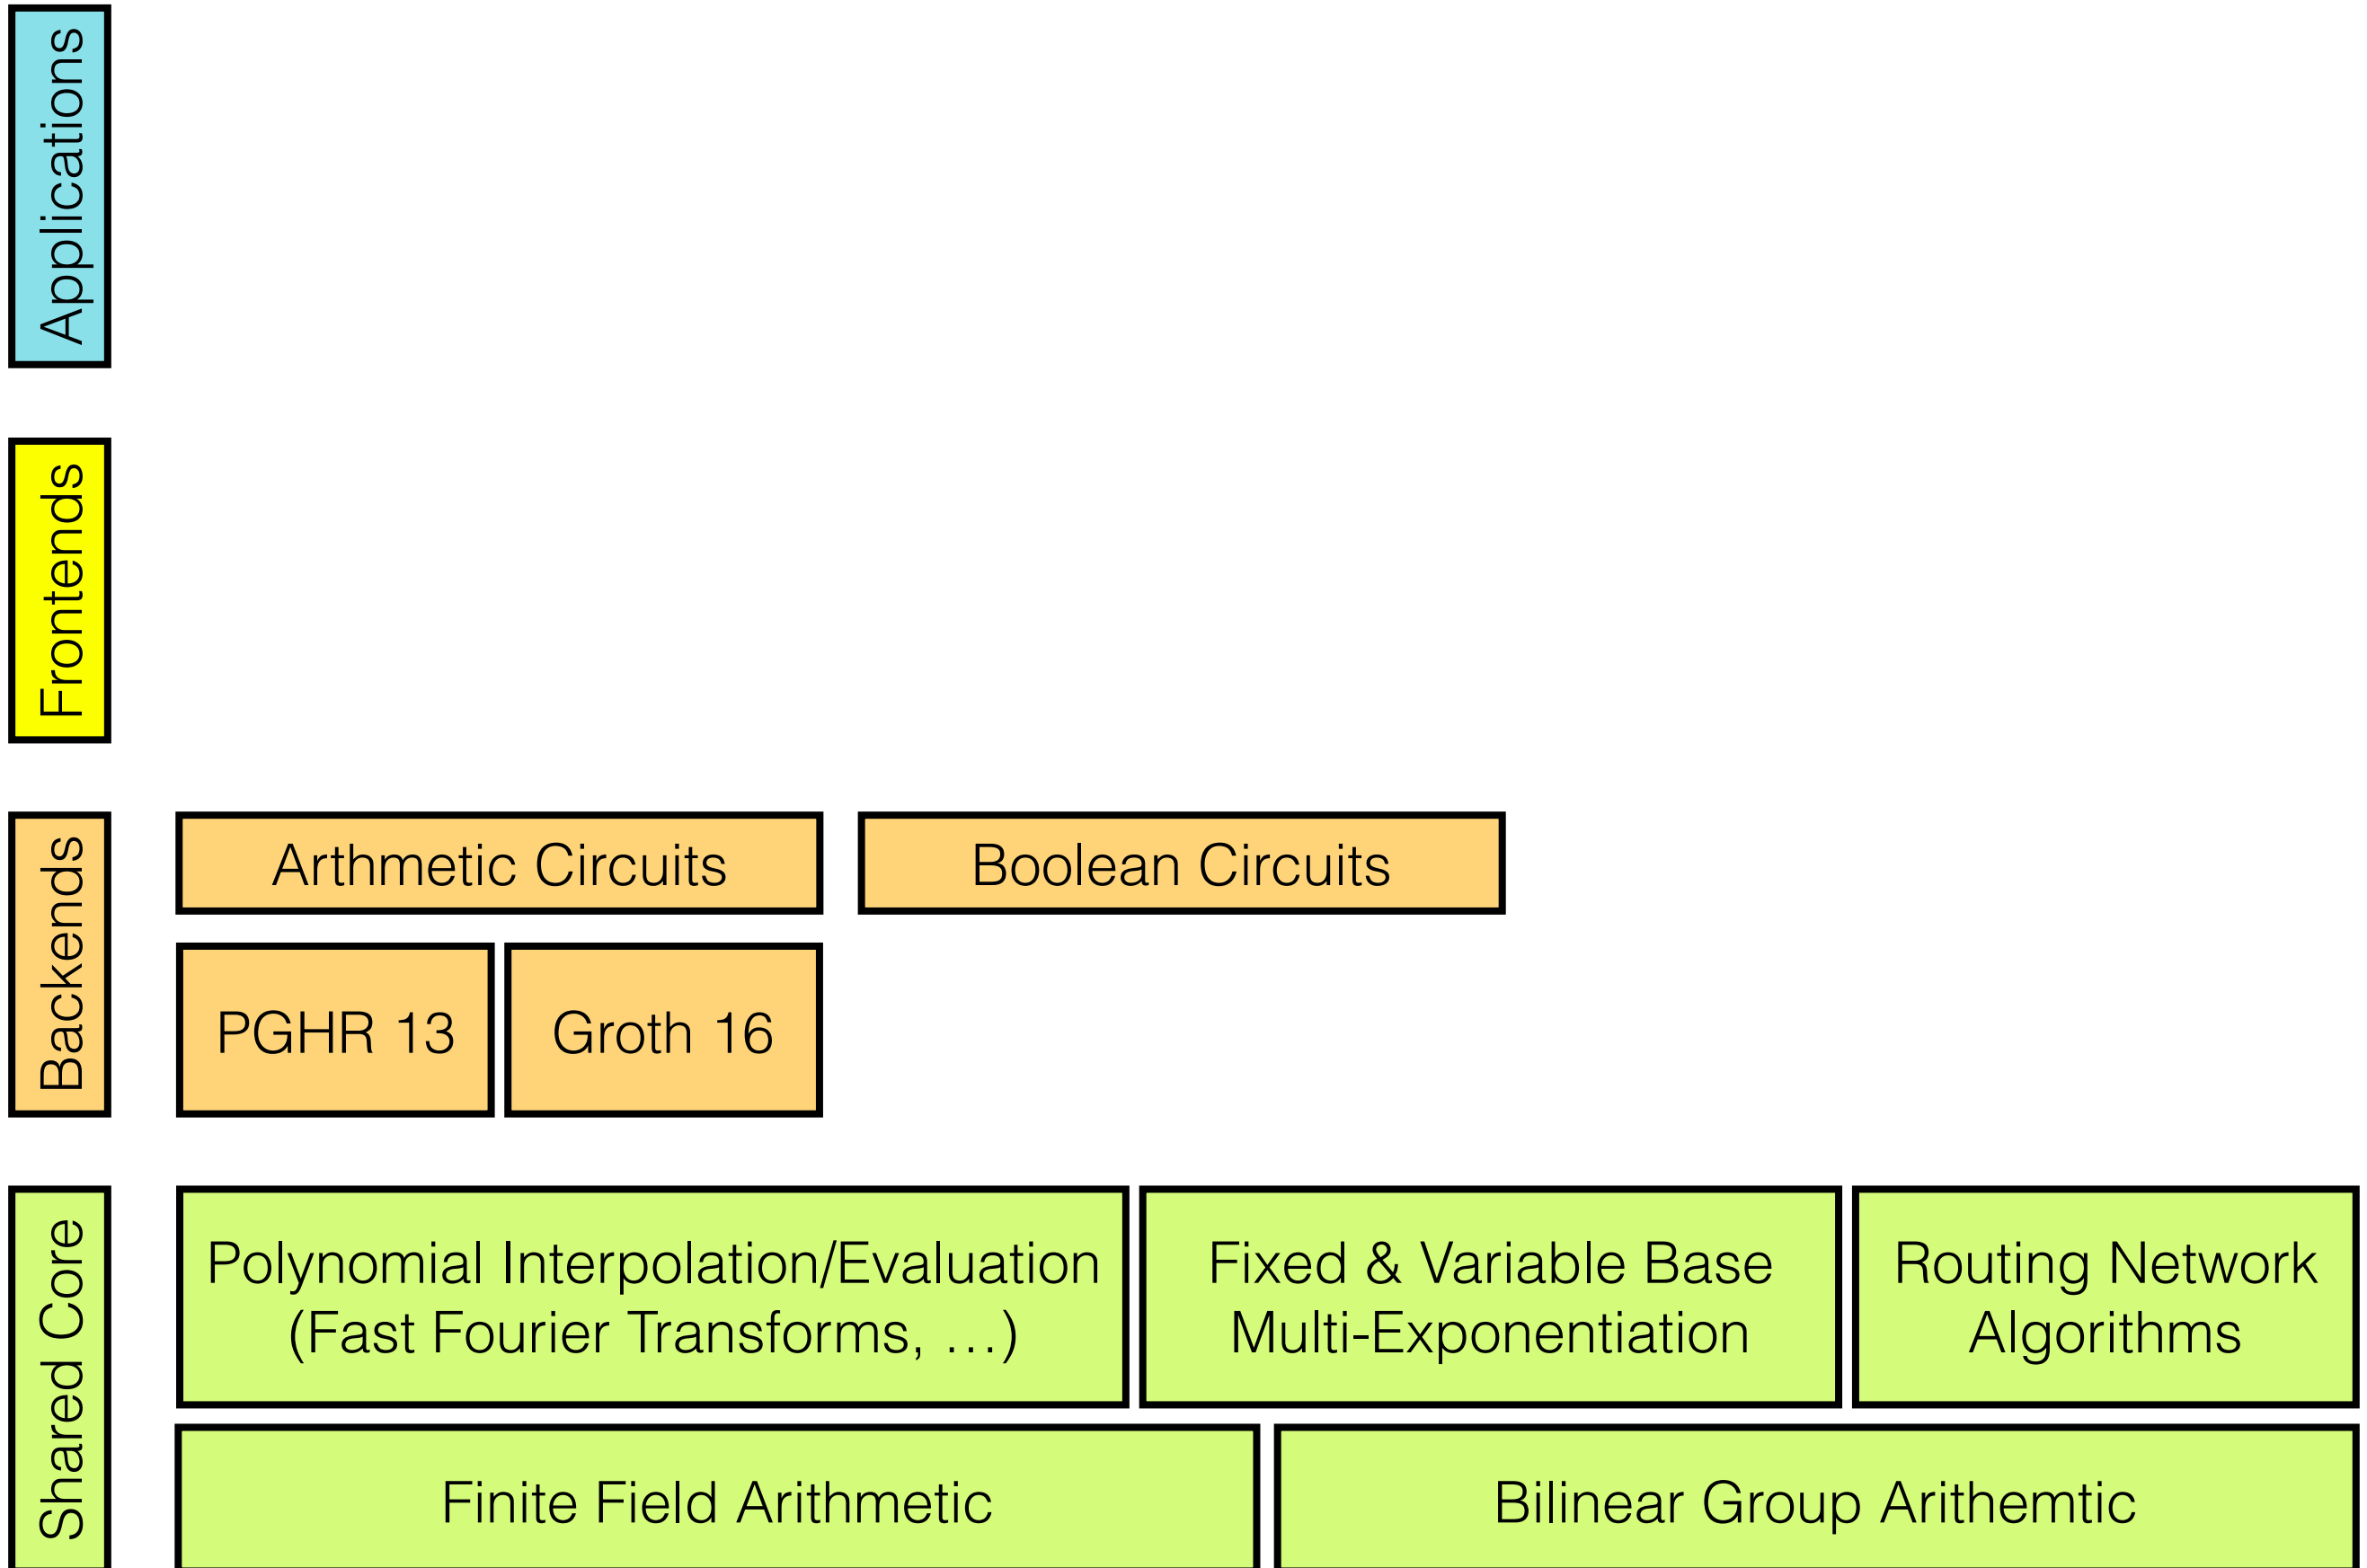 Applications
Frontends
Backends
Arthmetic Circuits
Boolean Circuits
PGHR 13
Groth 16
Shared Core
Polynomial Interpolation/Evaluation
(Fast Fourier Transforms, …)
Fixed & Variable Base
Multi-Exponentiation
Routing Network
Algorithms
Finite Field Arithmetic
Biliner Group Arithemtic